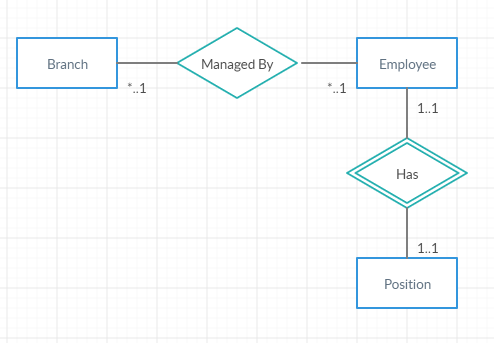 Branch
Managed By
Employee
*..1
*..1
1..1
Has
1..1
Position